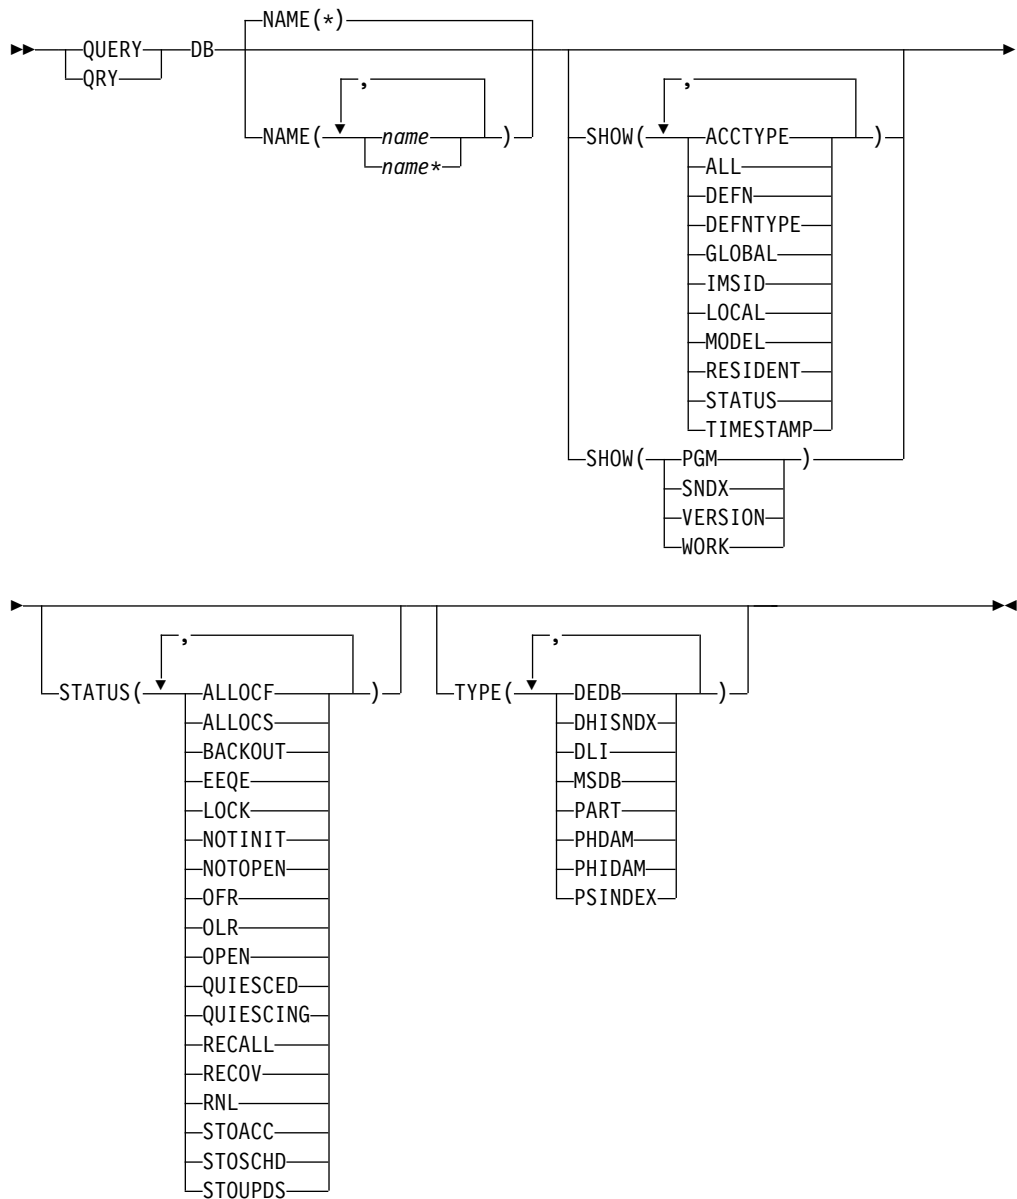 NAME(*)
QUERY DB
QRY
,
NAME( name )
name*
,
SHOW( ACCTYPE )
ALL
DEFN
DEFNTYPE
GLOBAL
IMSID
LOCAL
MODEL
RESIDENT
STATUS
TIMESTAMP
SHOW( PGM )
SNDX
VERSION
WORK
,
STATUS( ALLOCF )
ALLOCS
BACKOUT
EEQE
LOCK
NOTINIT
NOTOPEN
OFR
OLR
OPEN
QUIESCED
QUIESCING
RECALL
RECOV
RNL
STOACC
STOSCHD
STOUPDS
,
TYPE( DEDB )
DHISNDX
DLI
MSDB
PART
PHDAM
PHIDAM
PSINDEX